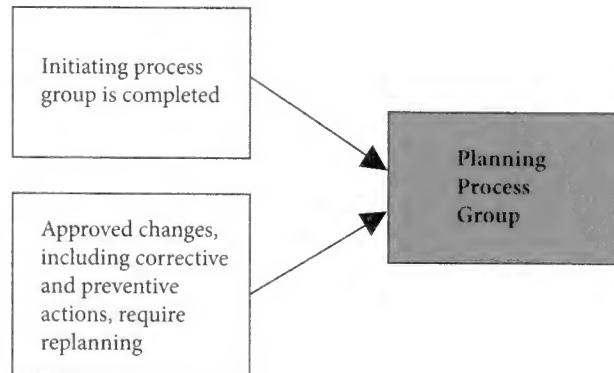 Initiating process
group is completed
Approved changes,
including corrective
and preventive
actions, require
replanning
Planning
Process
Group